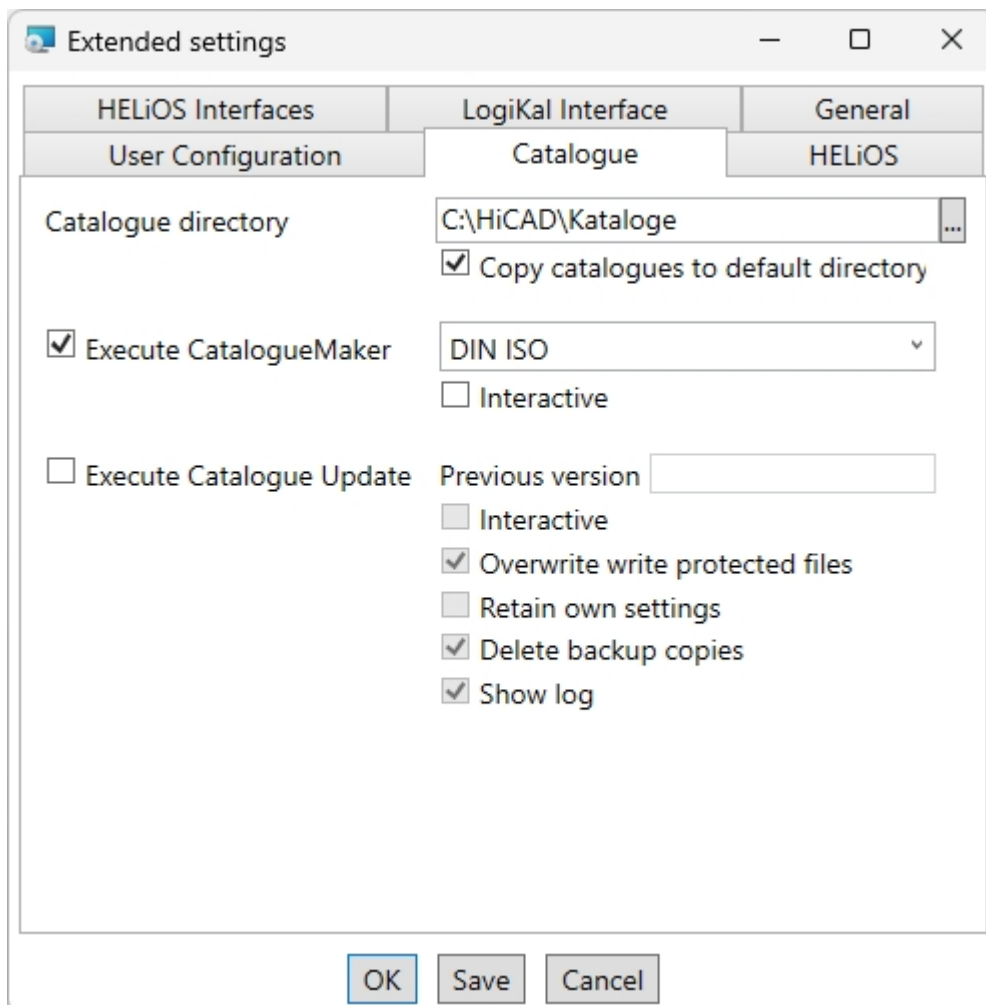 Extended settings
HELiOS Interfaces LogiKal Interface General
User Configuration Catalogue HELiOS
Catalogue directory C:\HiCAD\Kataloge ...
Copy catalogues to default directory
Execute CatalogueMaker DIN ISO
Interactive
Execute Catalogue Update Previous version
Interactive
Overwrite write protected files
Retain own settings
Delete backup copies
Show log
OK Save Cancel